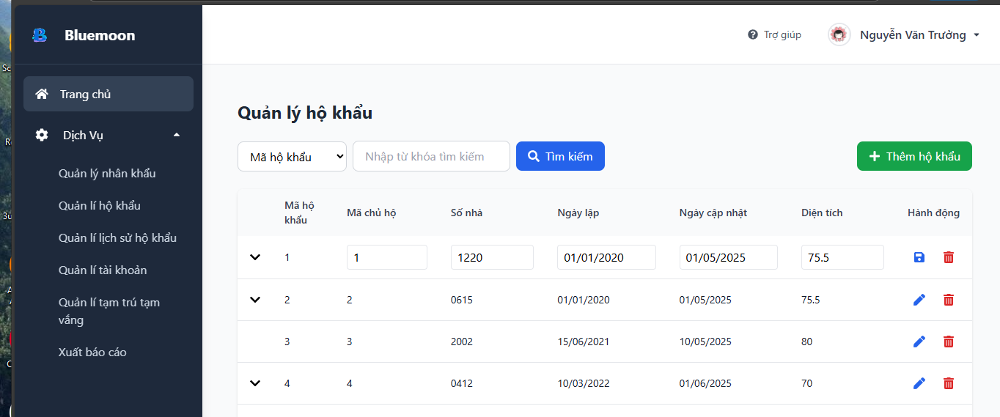 Bluemoon
Trợ giúp
Nguyễn Văn Trưởng
Trang chủ
Dịch Vụ
Quản lý nhân khẩu
Quản lí hộ khẩu
Quản lí lịch sử hộ khẩu
Quản lí tài khoản
Quản lí tạm trú tạm
vắng
Xuất báo cáo
Quản lý hộ khẩu
Mã hộ khẩu Nhập từ khóa tìm kiếm Tìm kiếm Thêm hộ khẩu
Mã hộ
khẩu Mã chủ hộ Số nhà Ngày lập Ngày cập nhật Diện tích Hành động
1 1 1220 01/01/2020 01/05/2025 75.5
2 2 0615 01/01/2020 01/05/2025 75.5
3 3 2002 15/06/2021 10/05/2025 80
4 4 0412 10/03/2022 01/06/2025 70